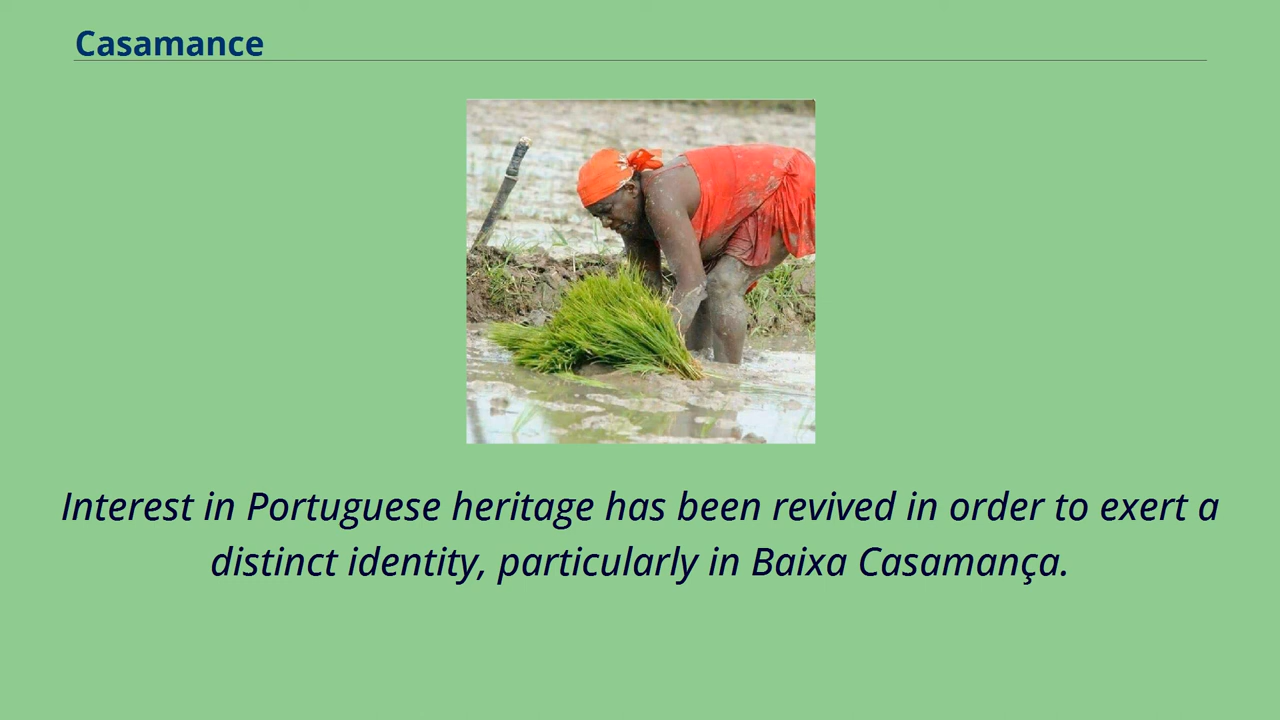 Casamance
Interest in Portuguese heritage has been revived in order to exert a
distinct identity, particularly in Baixa Casamança.